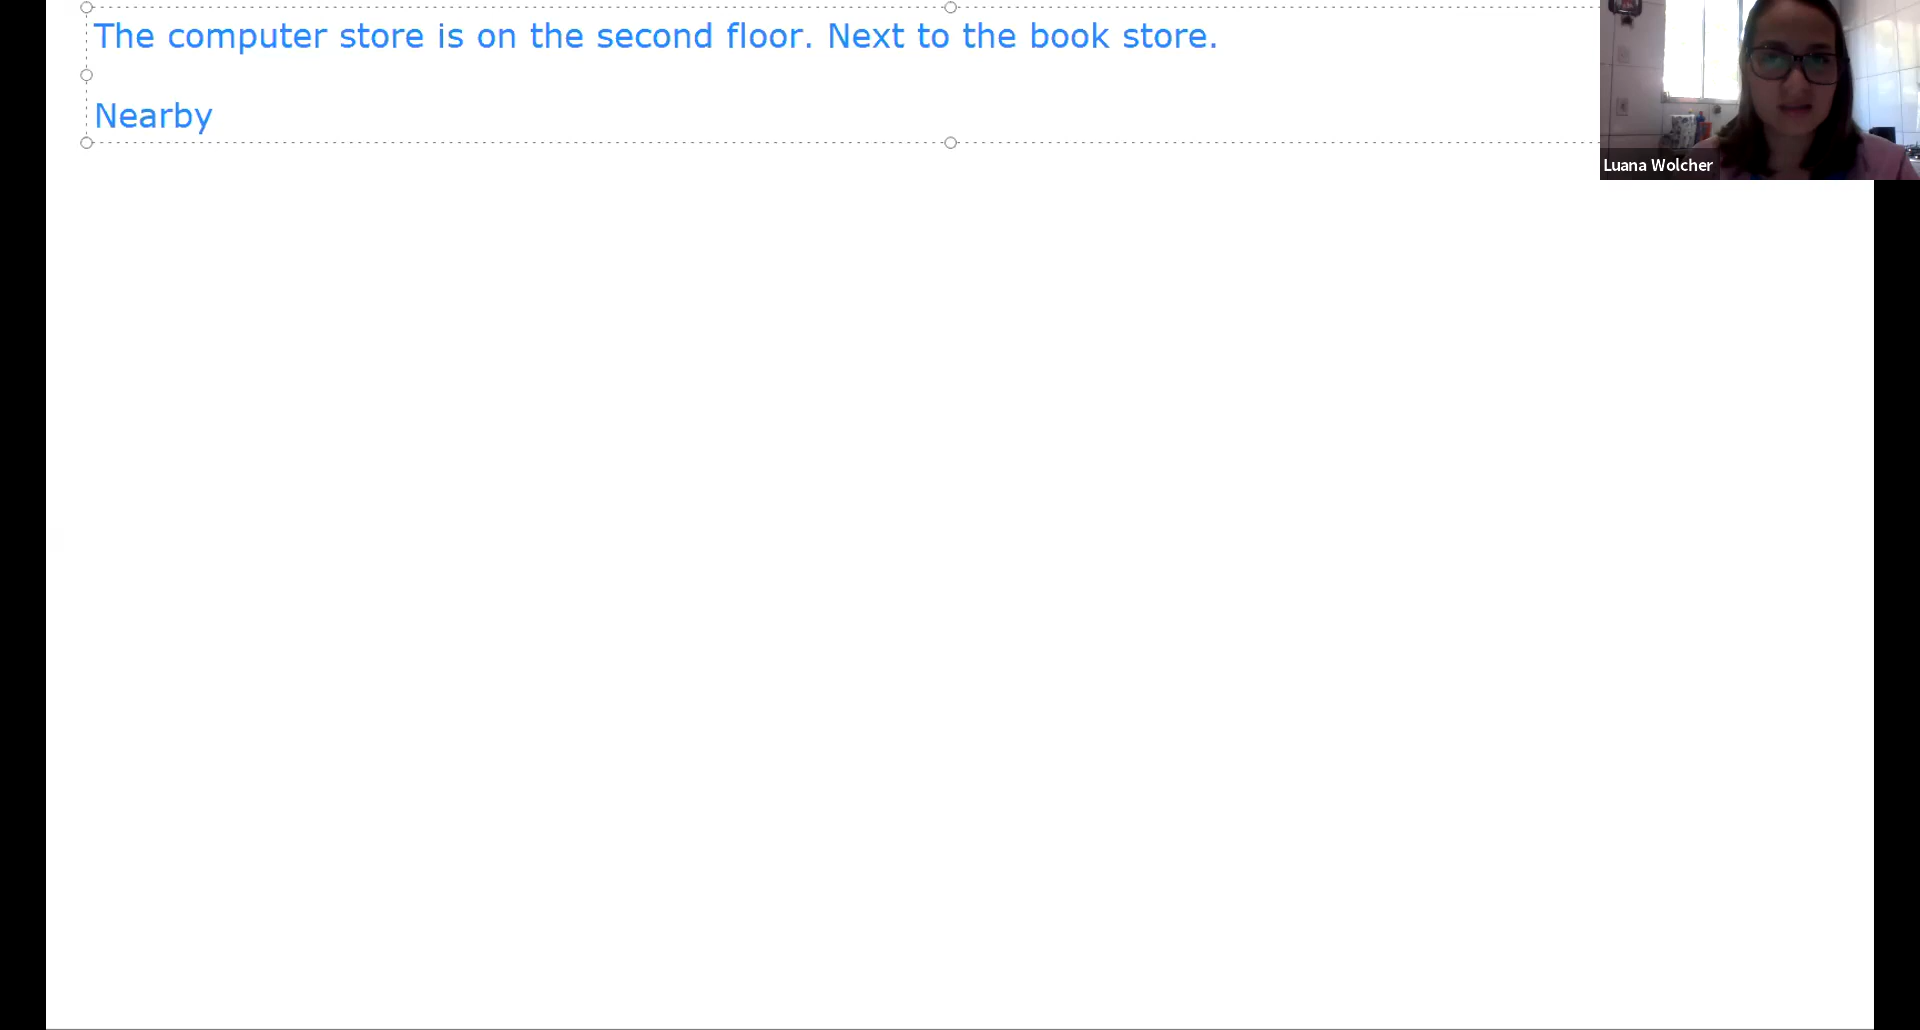 The computer store is on the second floor. Next to the book store.
Nearby
Luana Wolcher